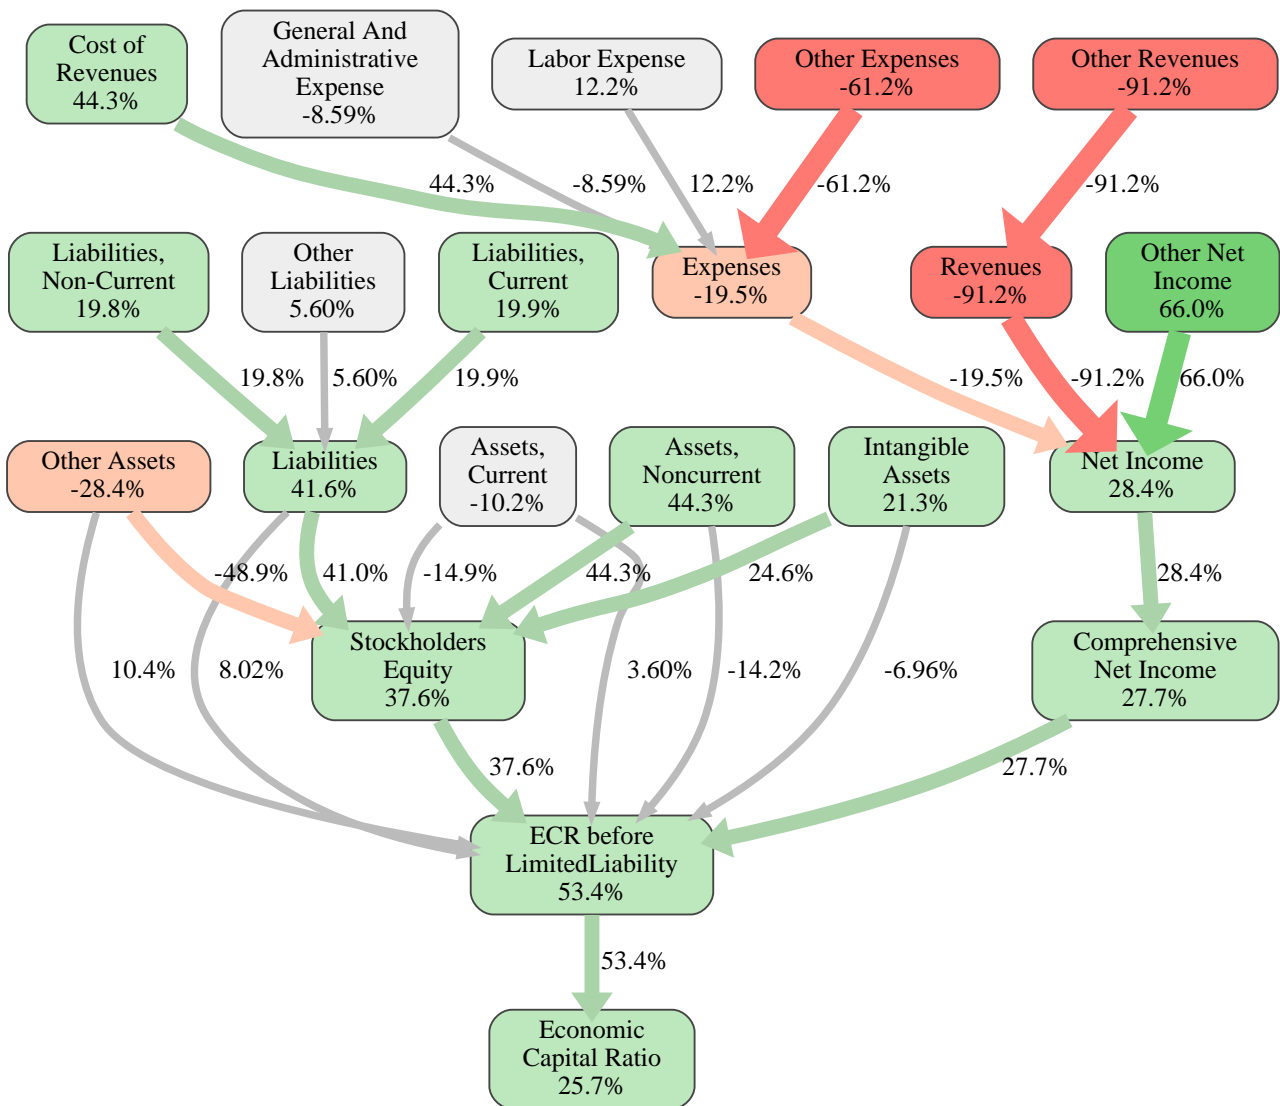 Cost of
Revenues
44.3%
General And
Administrative
Expense
-8.59%
Labor Expense
12.2%
Other Expenses
-61.2%
Other Revenues
-91.2%
44.3%
-8.59%
12.2%
-61.2%
-91.2%
Liabilities,
Non-Current
19.8%
Other
Liabilities
5.60%
Liabilities,
Current
19.9%
Expenses
-19.5%
Revenues
-91.2%
Other Net
Income
66.0%
19.8%
5.60%
19.9%
-19.5%
-91.2%
66.0%
Other Assets
-28.4%
Liabilities
41.6%
Assets,
Current
-10.2%
Assets,
Noncurrent
44.3%
Intangible
Assets
21.3%
Net Income
28.4%
-48.9%
41.0%
-14.9%
44.3%
24.6%
28.4%
Stockholders
Equity
37.6%
Comprehensive
Net Income
27.7%
10.4%
8.02%
3.60%
-14.2%
-6.96%
37.6%
27.7%
ECR before
LimitedLiability
53.4%
53.4%
Economic
Capital Ratio
25.7%